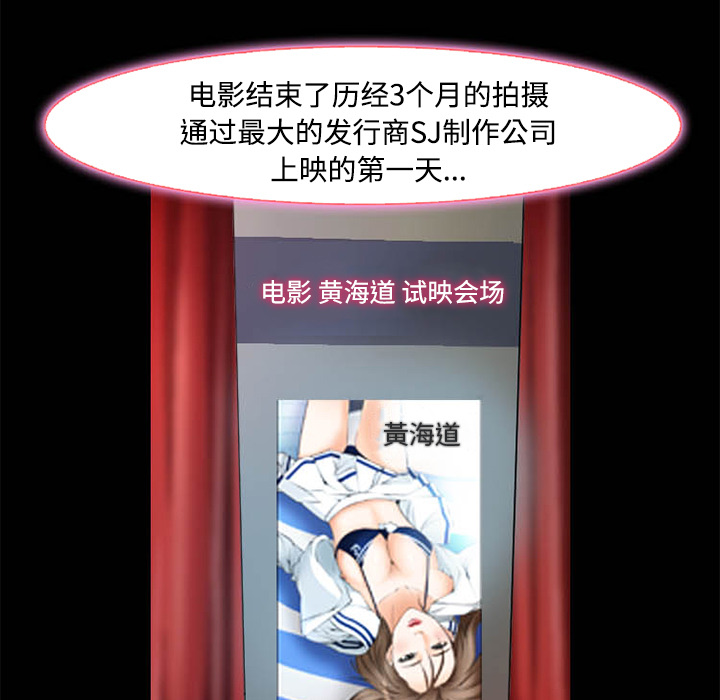 电影结束了历经3个月的拍摄
通过最大的发行商SJ制作公司
上映的第一天...
电影 黄海道 试映会场
黃海道